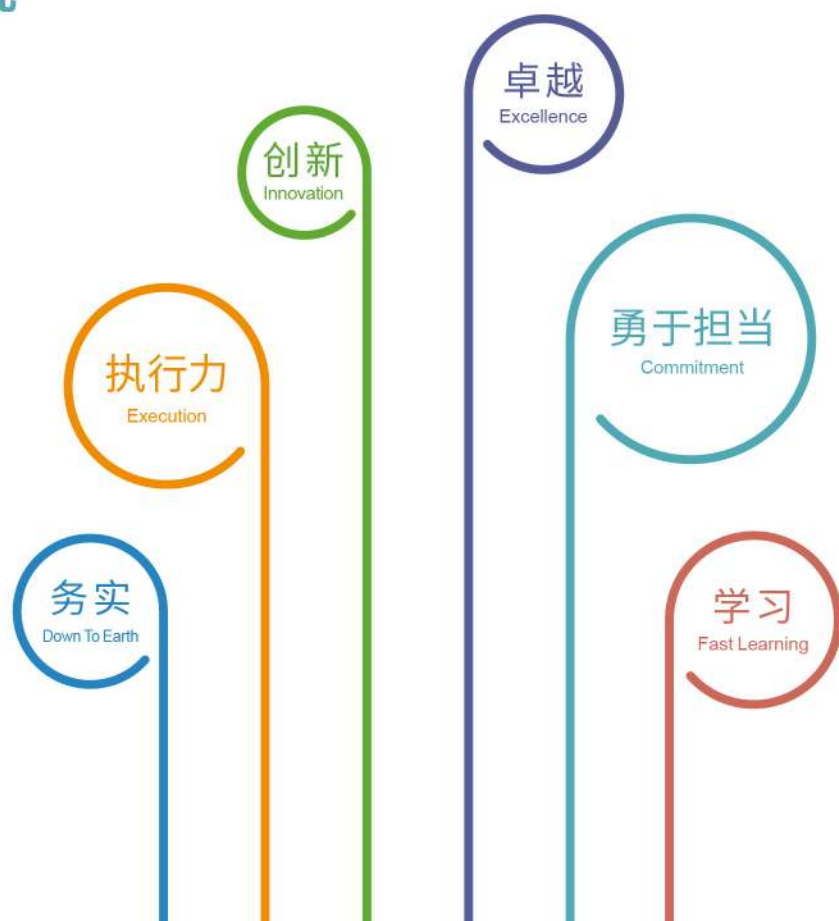 卓越
Excellence
创新
Innovation
勇于担当
Commitment
执行力
Execution
务实
Down To Earth
学习
Fast Learning